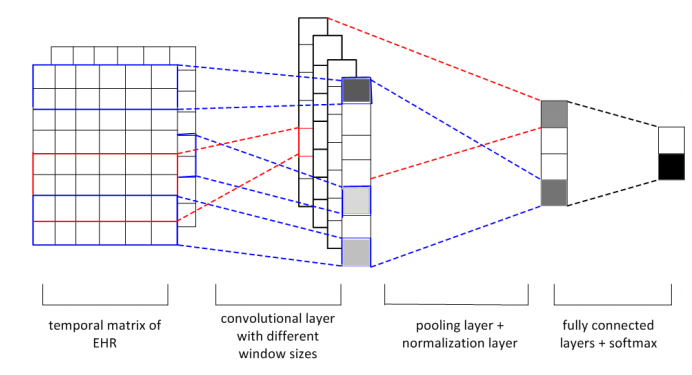 temporal matrix of
EHR
convolutional layer
with different
window sizes
pooling layer +
normalization layer
fully connected
layers + softmax